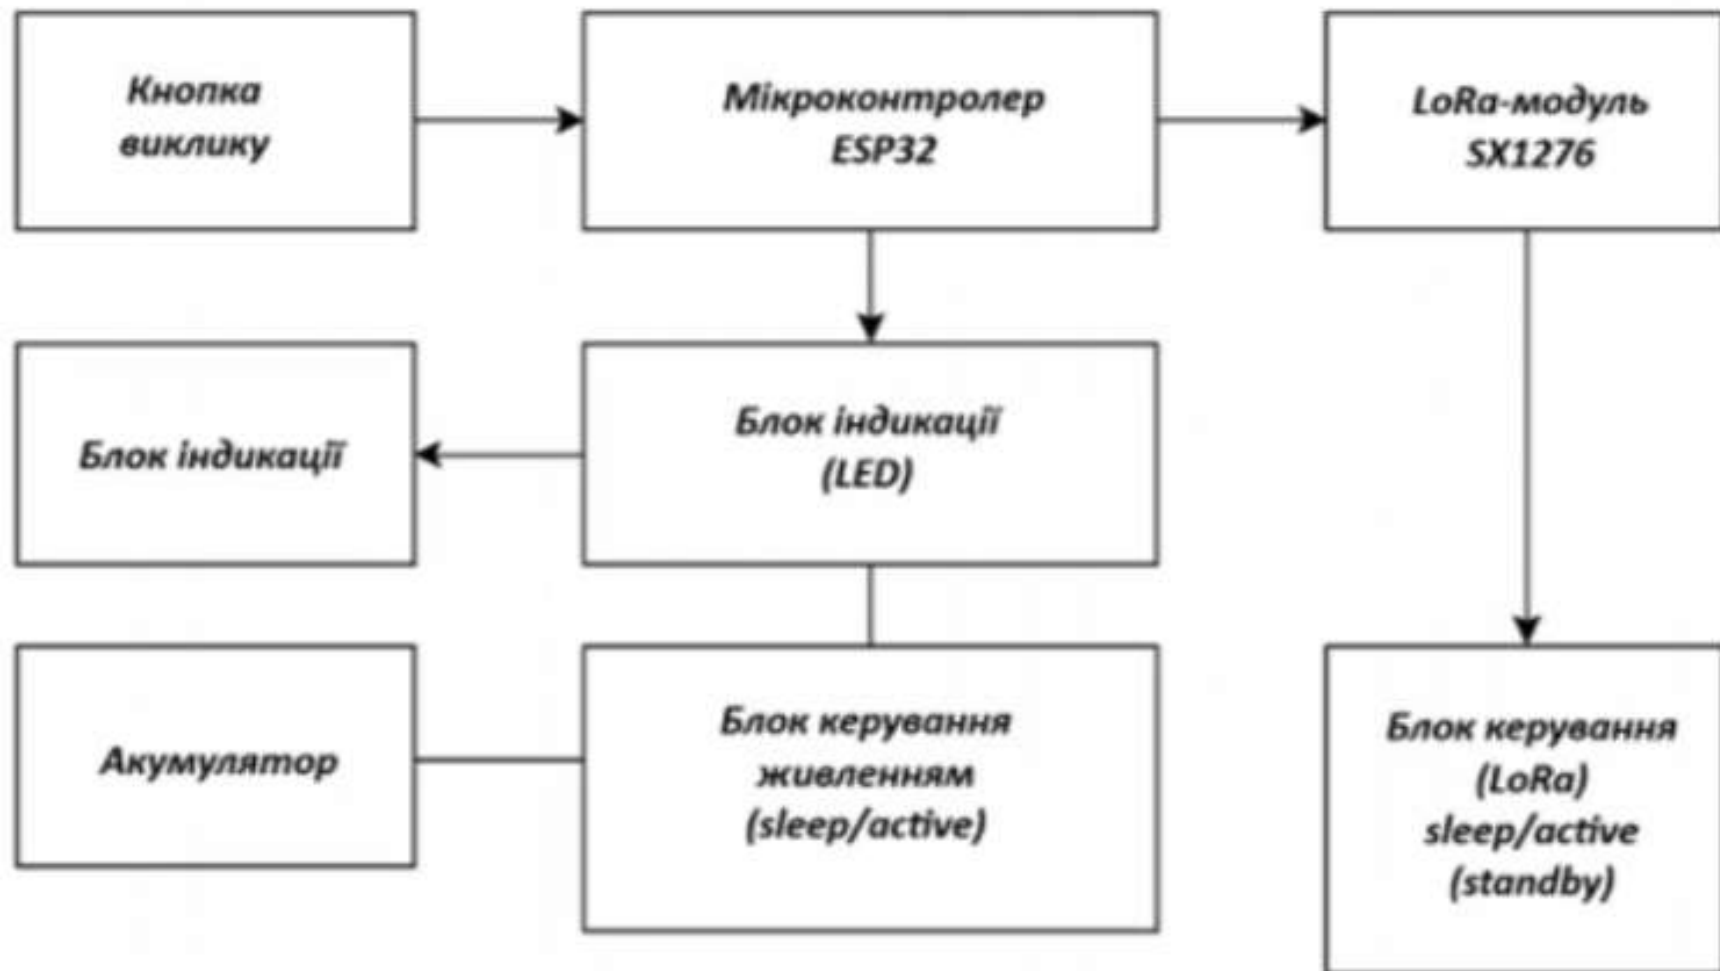 Кнопка
виклику
Мікроконтролер
ESP32
LoRa-модуль
SX1276
Блок індикації
Блок індикації
(LED)
Акумулятор
Блок керування
живленням
(sleep/active)
Блок керування
(LoRa)
sleep/active
(standby)